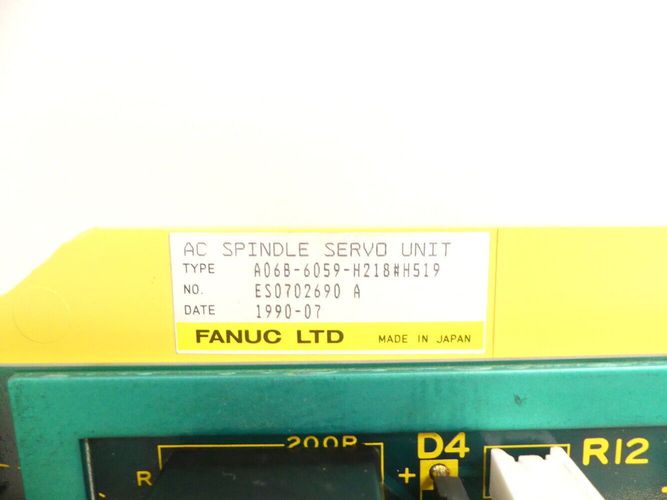 AC SPINDLE SERVO UNIT
TYPE A06B-6059-H218#H519
NO. ES0702690 A
DATE 1990-07
FANUC LTD MADE IN JAPAN
200R D4 R12
R +